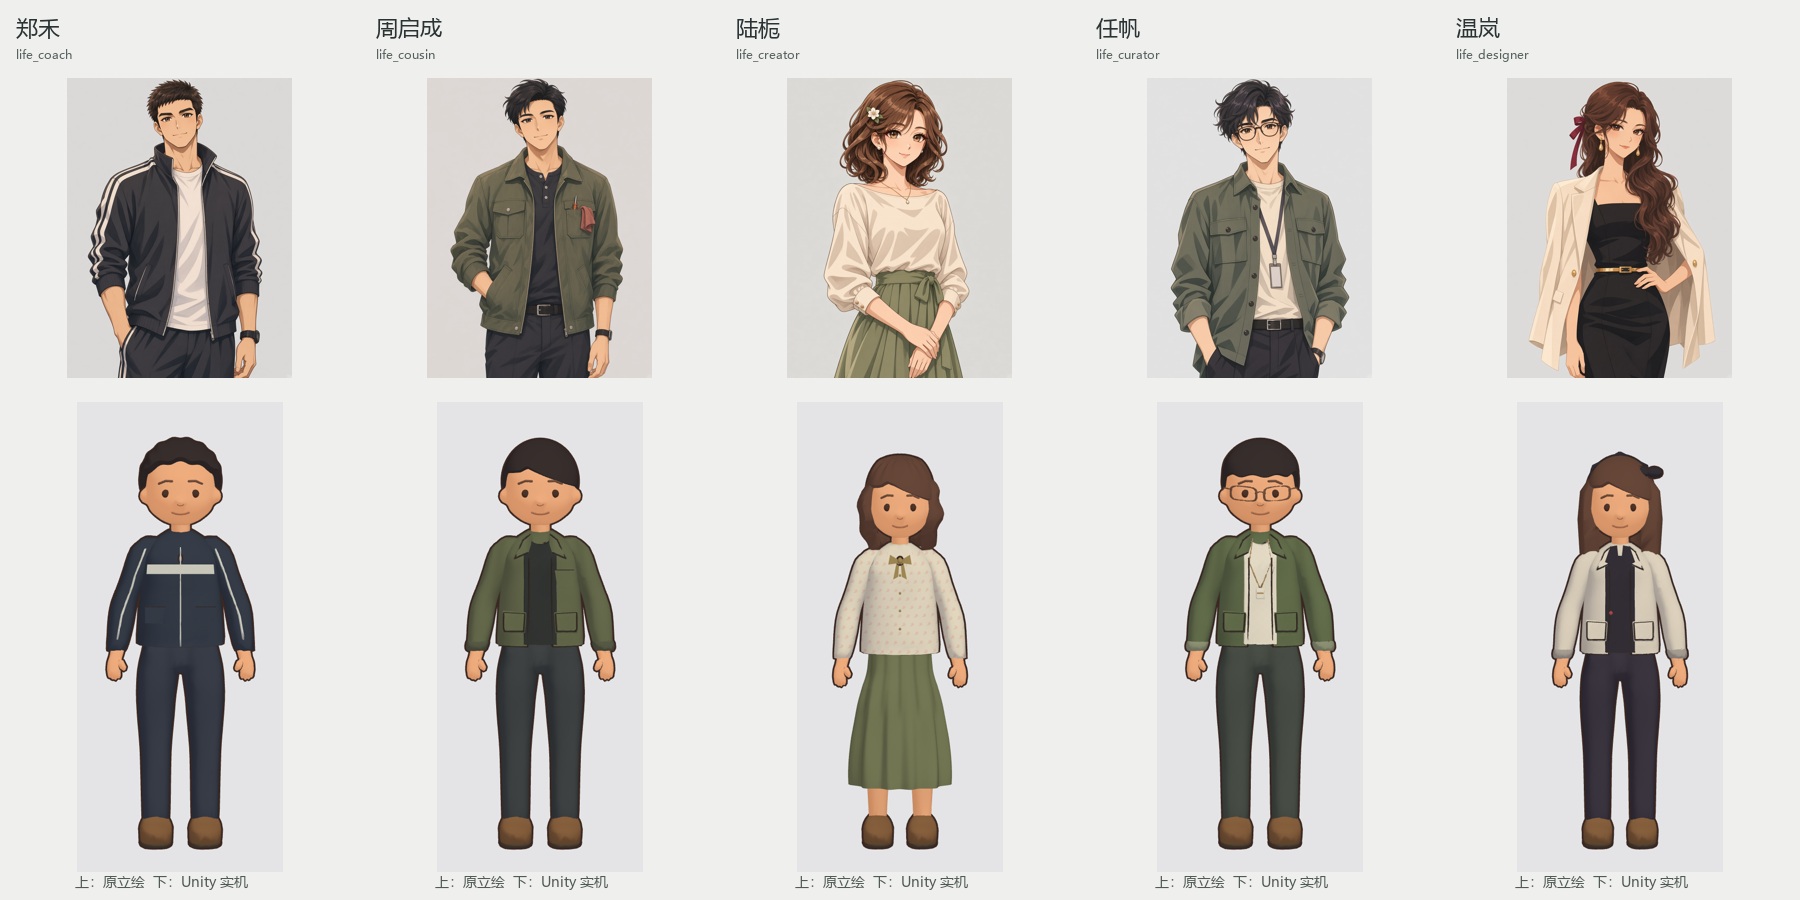 郑禾
life_coach
上：原立绘 下：Unity 实机
周启成
life_cousin
上：原立绘 下：Unity 实机
陆栀
life_creator
上：原立绘 下：Unity 实机
任帆
life_curator
上：原立绘 下：Unity 实机
温岚
life_designer
上：原立绘 下：Unity 实机